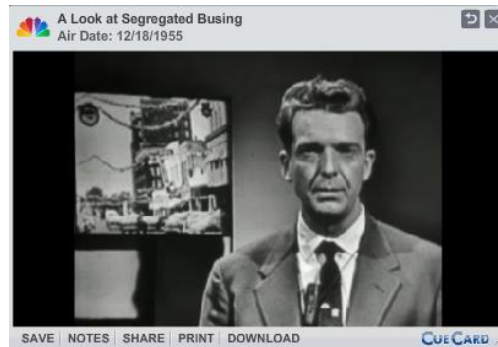 A Look at Segregated Busing
Air Date: 12/18/1955
SAVE NOTES SHARE PRINT DOWNLOAD CUECARD